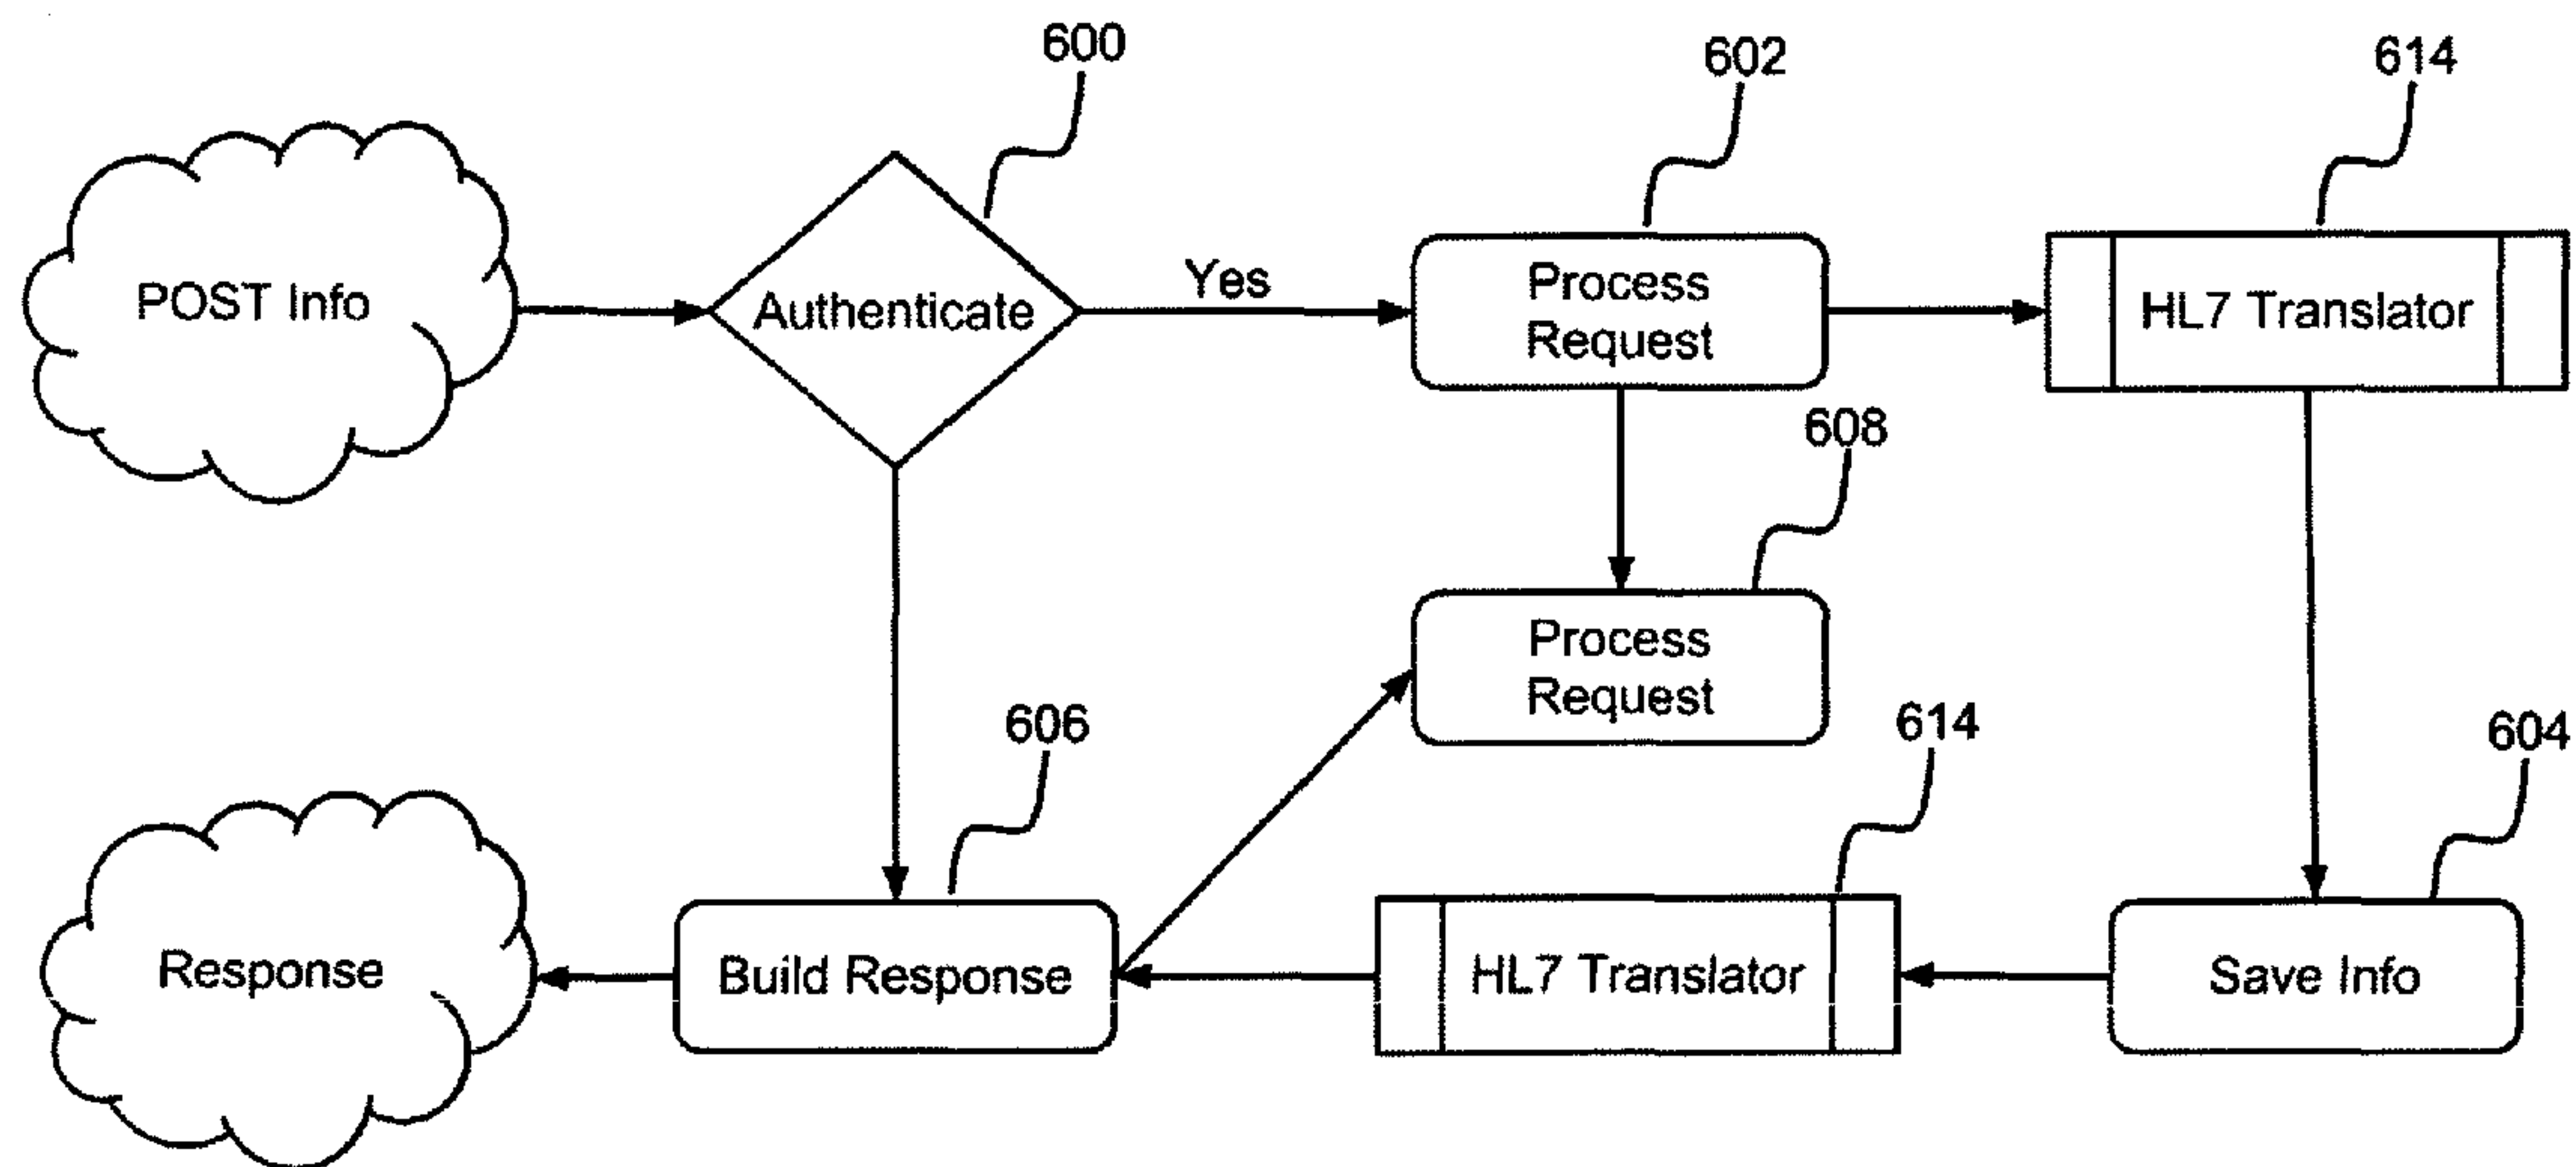 600
602
614
POST Info
Authenticate
Yes
Process
Request
HL7 Translator
608
Process
Request
606
614
604
Response
Build Response
HL7 Translator
Save Info